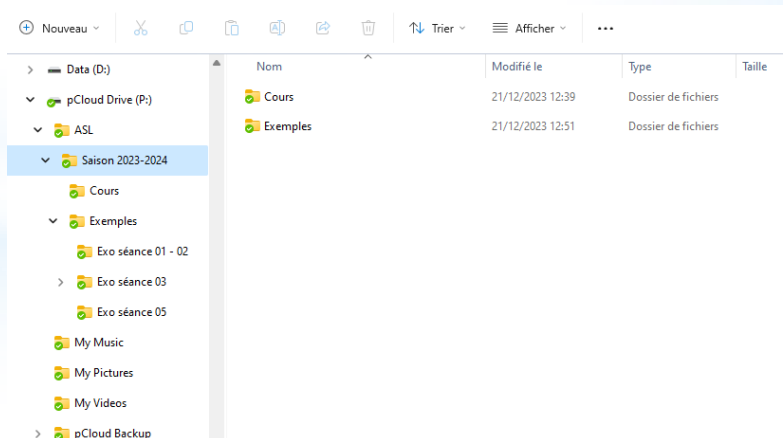 Nouveau Trier Afficher ...
Data (D:)
pCloud Drive (P:)
ASL
Saison 2023-2024
Cours
Exemples
Exo séance 01 - 02
Exo séance 03
Exo séance 05
My Music
My Pictures
My Videos
pCloud Backup
Nom Modifié le Type Taille
Cours 21/12/2023 12:39 Dossier de fichiers
Exemples 21/12/2023 12:51 Dossier de fichiers